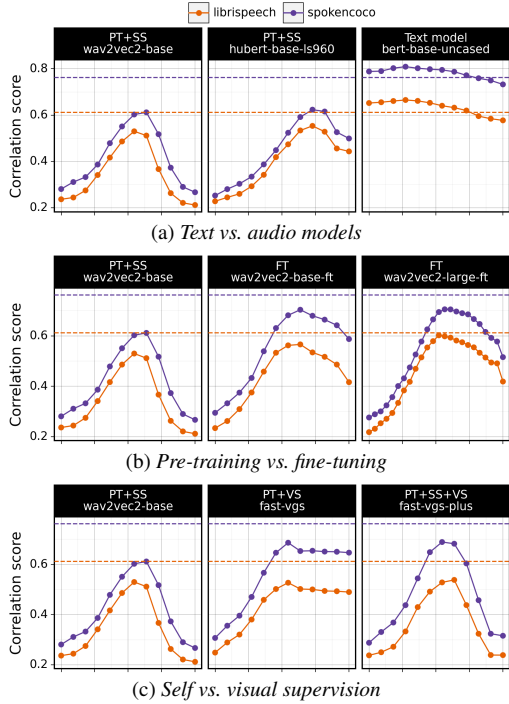 librispeech spokencoco
PT+SS
wav2vec2-base
PT+SS
hubert-base-ls960
Text model
bert-base-uncased
Correlation score
0.8
0.6
0.4
0.2
(a) Text vs. audio models
PT+SS
wav2vec2-base
FT
wav2vec2-base-ft
FT
wav2vec2-large-ft
Correlation score
0.6
0.4
0.2
(b) Pre-training vs. fine-tuning
PT+SS
wav2vec2-base
PT+VS
fast-vgs
PT+SS+VS
fast-vgs-plus
Correlation score
0.6
0.4
0.2
(c) Self vs. visual supervision